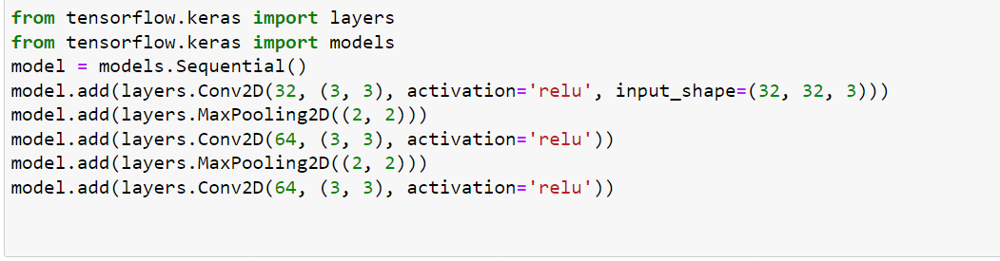 from tensorflow.keras import layers
from tensorflow.keras import models
model = models.Sequential()
model.add(layers.Conv2D(32, (3, 3), activation='relu', input_shape=(32, 32, 3)))
model.add(layers.MaxPooling2D((2, 2)))
model.add(layers.Conv2D(64, (3, 3), activation='relu'))
model.add(layers.MaxPooling2D((2, 2)))
model.add(layers.Conv2D(64, (3, 3), activation='relu'))